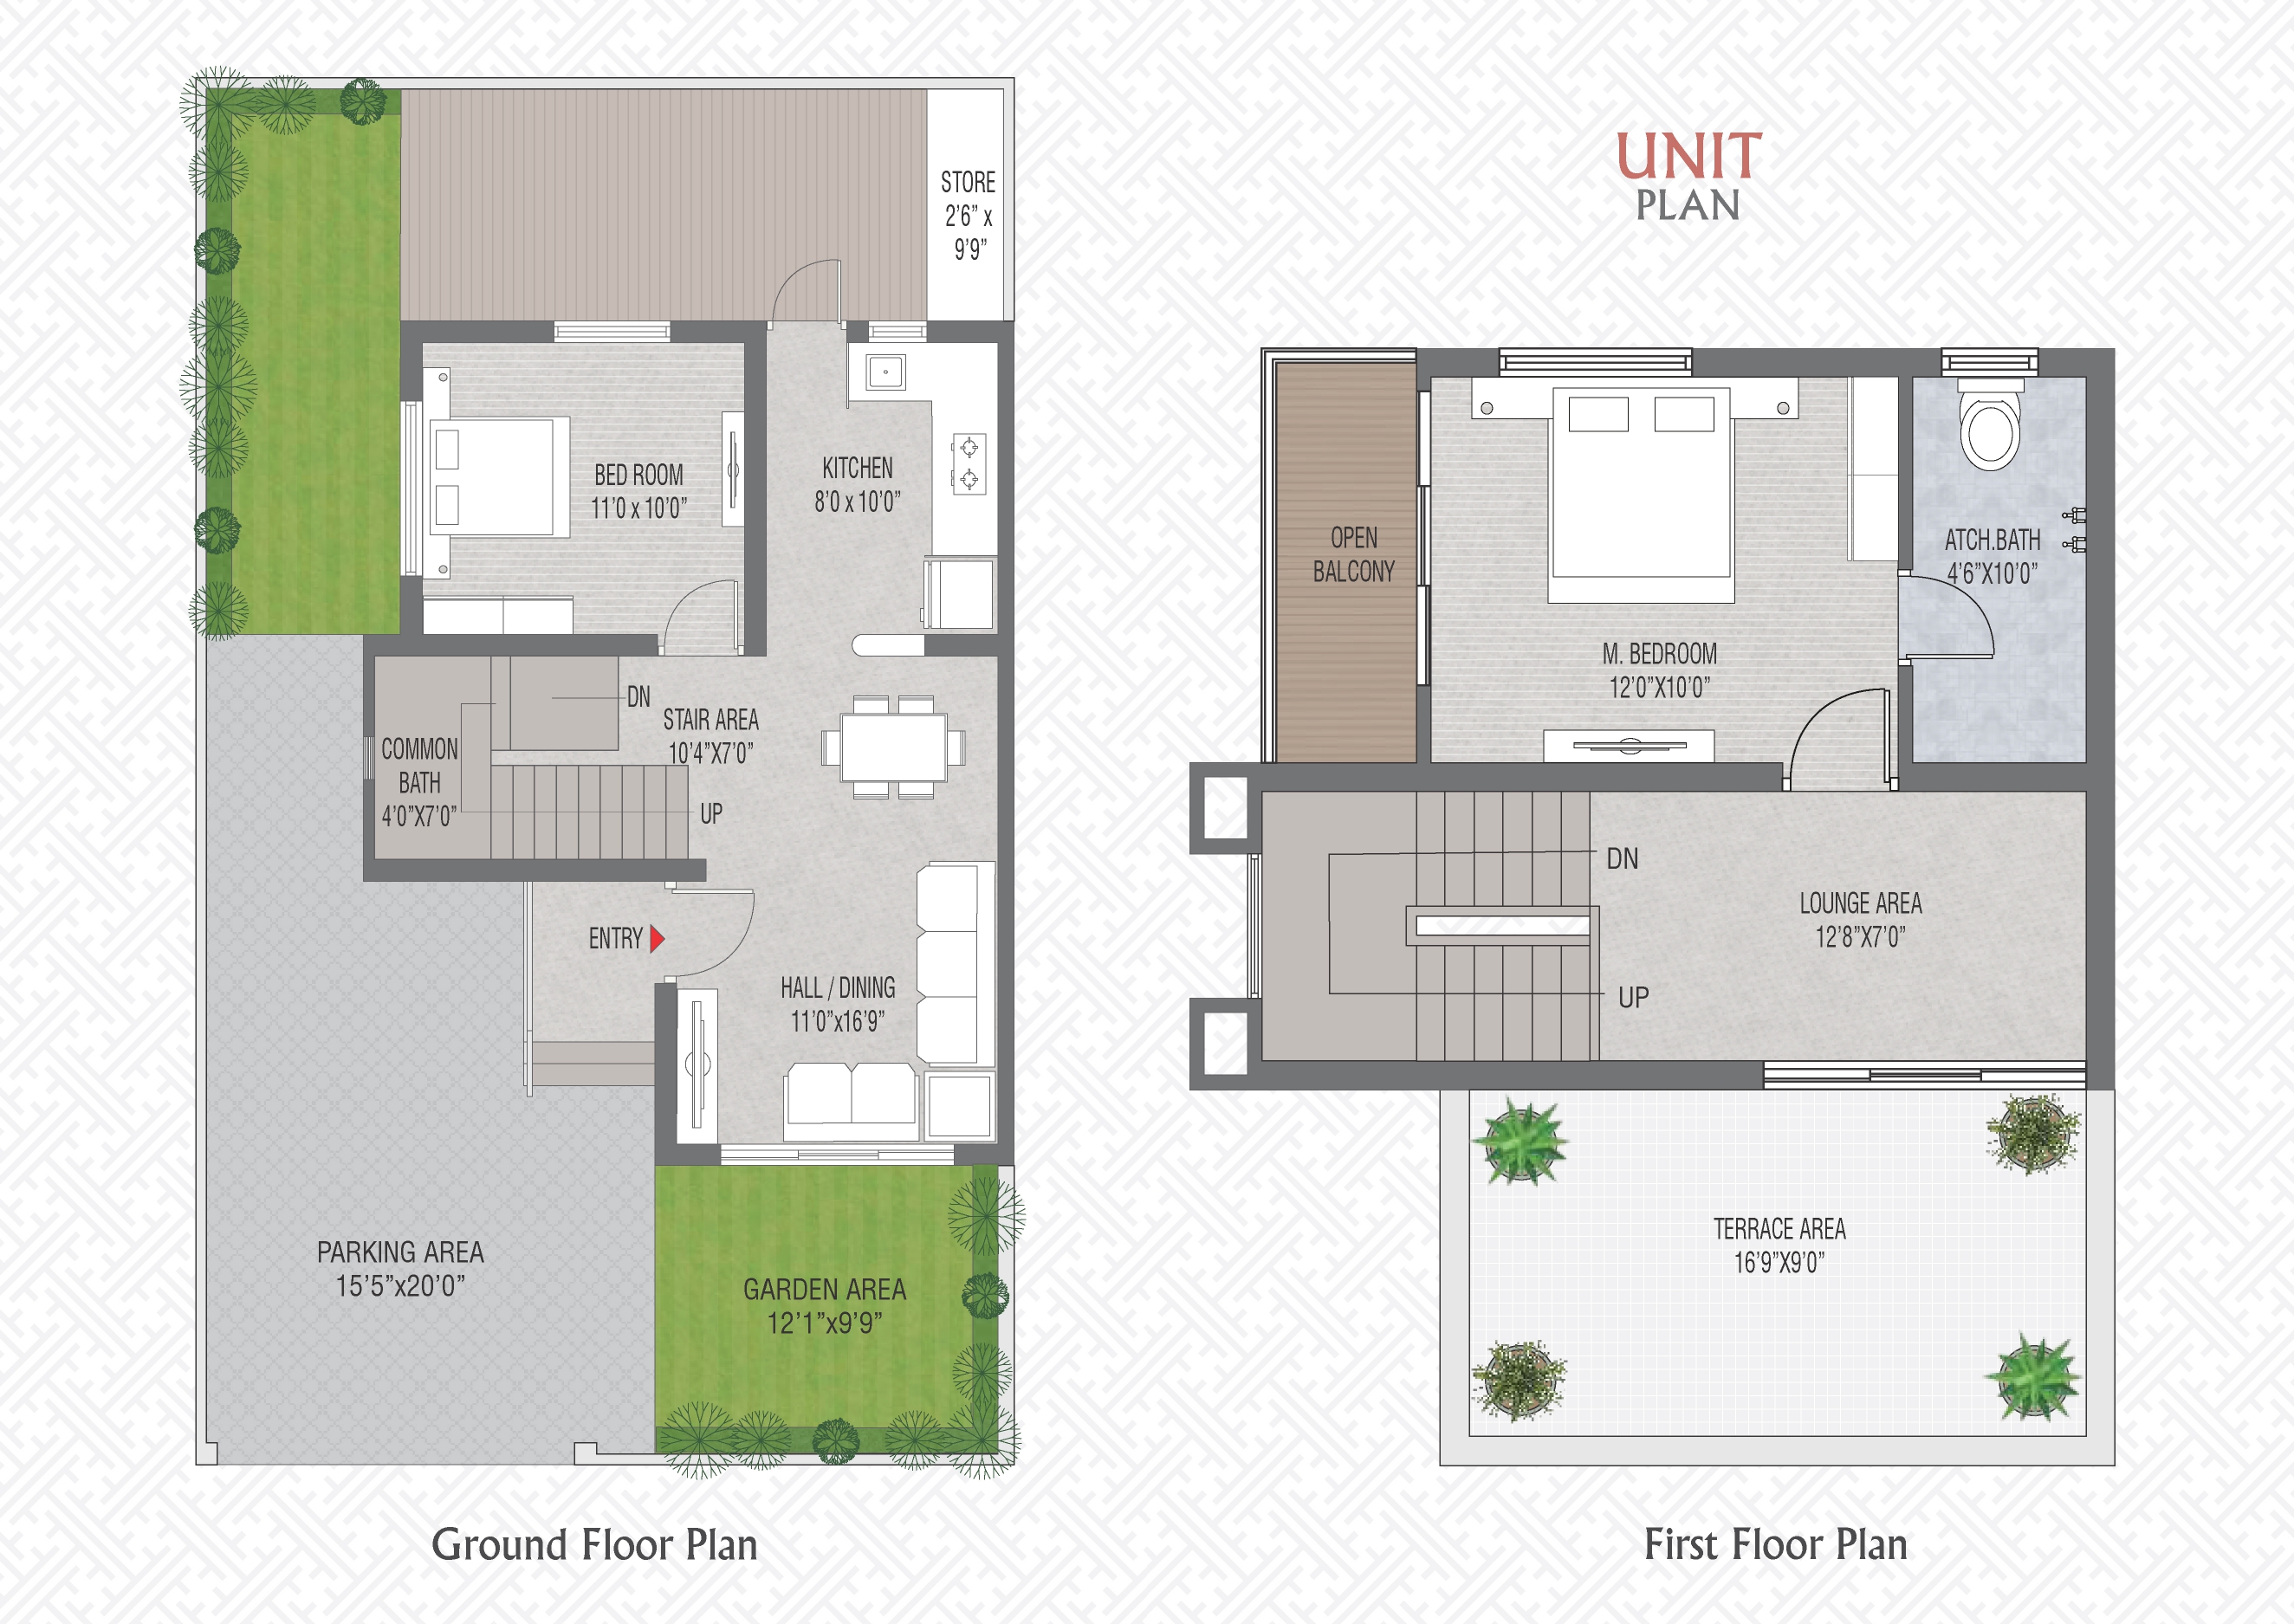 UNIT
PLAN
STORE
2'6” x
9'9”
BED ROOM
11'0 x 10'0”
KITCHEN
8'0 x 10'0”
DN
STAIR AREA
10'4”X7'0”
COMMON
BATH
4'0”X7'0”
UP
ENTRY
HALL / DINING
11'0”x16'9”
PARKING AREA
15'5”x20'0”
GARDEN AREA
12'1”x9'9”
Ground Floor Plan
OPEN
BALCONY
ATCH.BATH
4'6”X10'0”
M. BEDROOM
12'0”X10'0”
DN
LOUNGE AREA
12'8”X7'0”
UP
TERRACE AREA
16'9”X9'0”
First Floor Plan